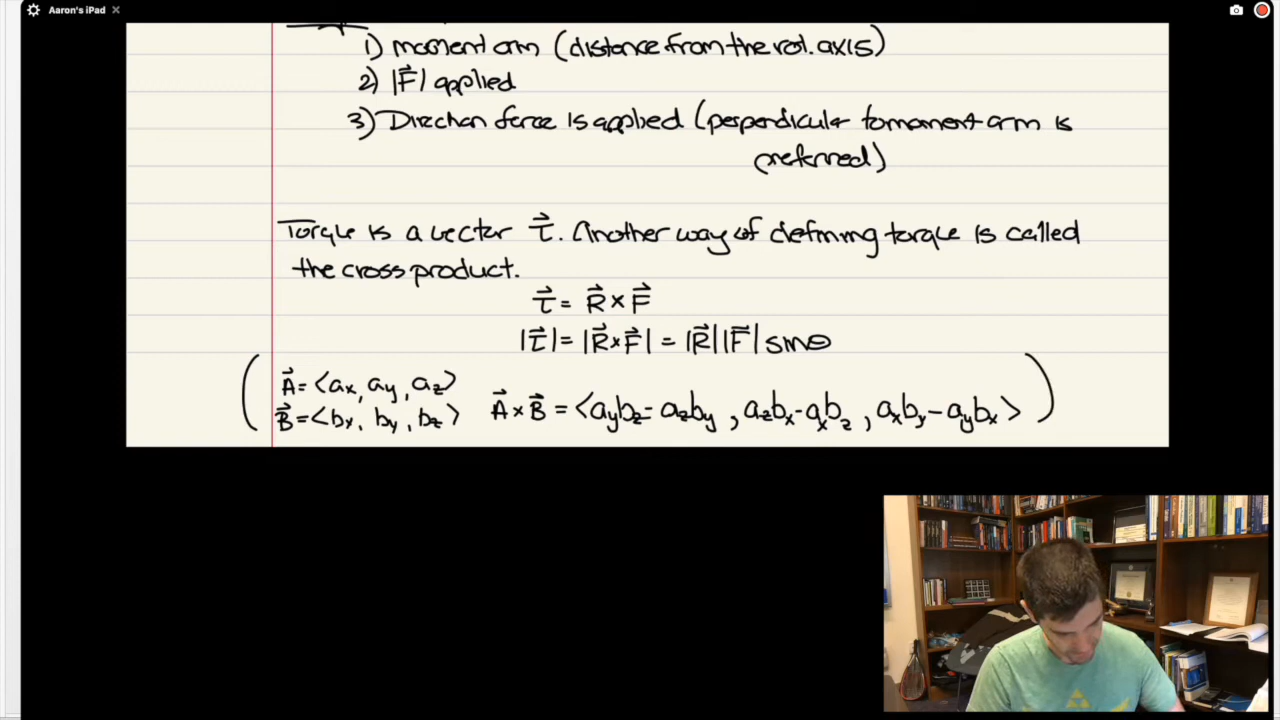 Aaron's iPad
1) moment arm (distance from the rot. axis)
2) |F⃗| applied
3) Direction force is applied (perpendicular to moment arm is
preferred)
Torque is a vector τ⃗. Another way of defining torque is called
the cross product.
τ⃗ = R⃗ × F⃗
|τ⃗| = |R⃗ × F⃗| = |R⃗| |F⃗| sinθ
( A⃗ = <ax, ay, az>
B⃗ = <bx, by, bz> A⃗ × B⃗ = <aybz - azby, azbx - axbz, axby - aybx> )